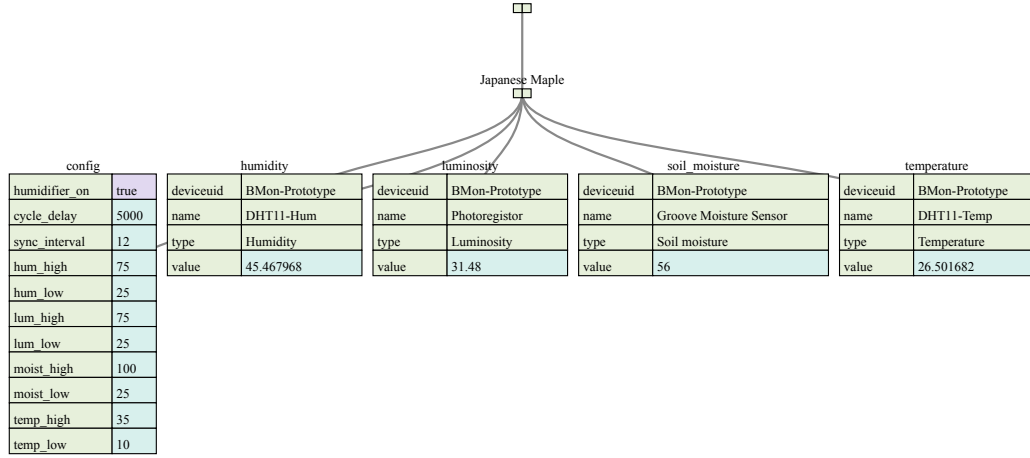 Japanese Maple
config
humidifier_on true
cycle_delay 5000
sync_interval 12
hum_high 75
hum_low 25
lum_high 75
lum_low 25
moist_high 100
moist_low 25
temp_high 35
temp_low 10
humidity
deviceuid BMon-Prototype
name DHT11-Hum
type Humidity
value 45.467968
luminosity
deviceuid BMon-Prototype
name Photoregistor
type Luminosity
value 31.48
soil_moisture
deviceuid BMon-Prototype
name Groove Moisture Sensor
type Soil moisture
value 56
temperature
deviceuid BMon-Prototype
name DHT11-Temp
type Temperature
value 26.501682